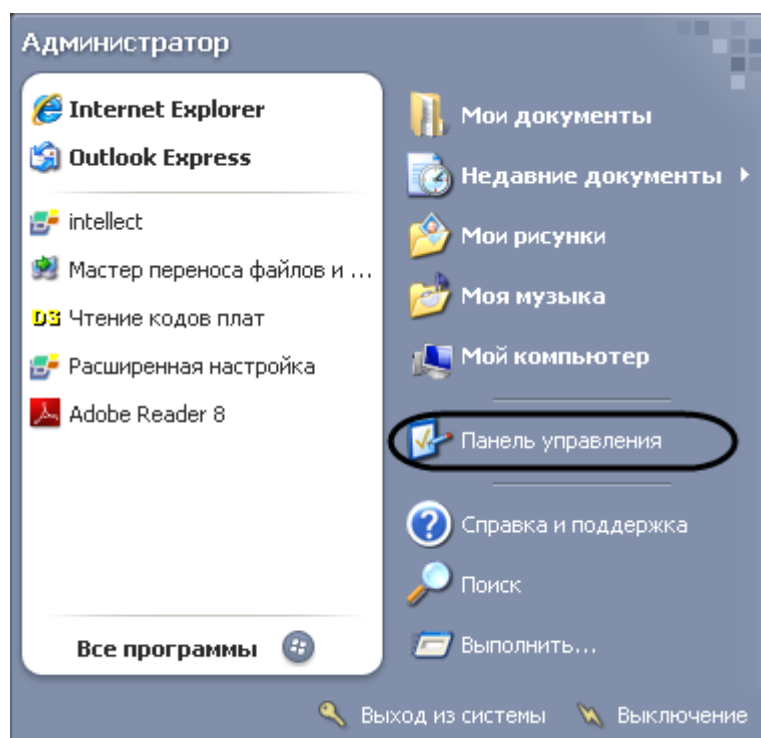 Администратор
Internet Explorer
Outlook Express
intellect
Мастер переноса файлов и ...
D3 Чтение кодов плат
Расширенная настройка
Adobe Reader 8
Все программы
Мои документы
Недавние документы
Мои рисунки
Моя музыка
Мой компьютер
Панель управления
Справка и поддержка
Поиск
Выполнить...
Выход из системы
Выключение